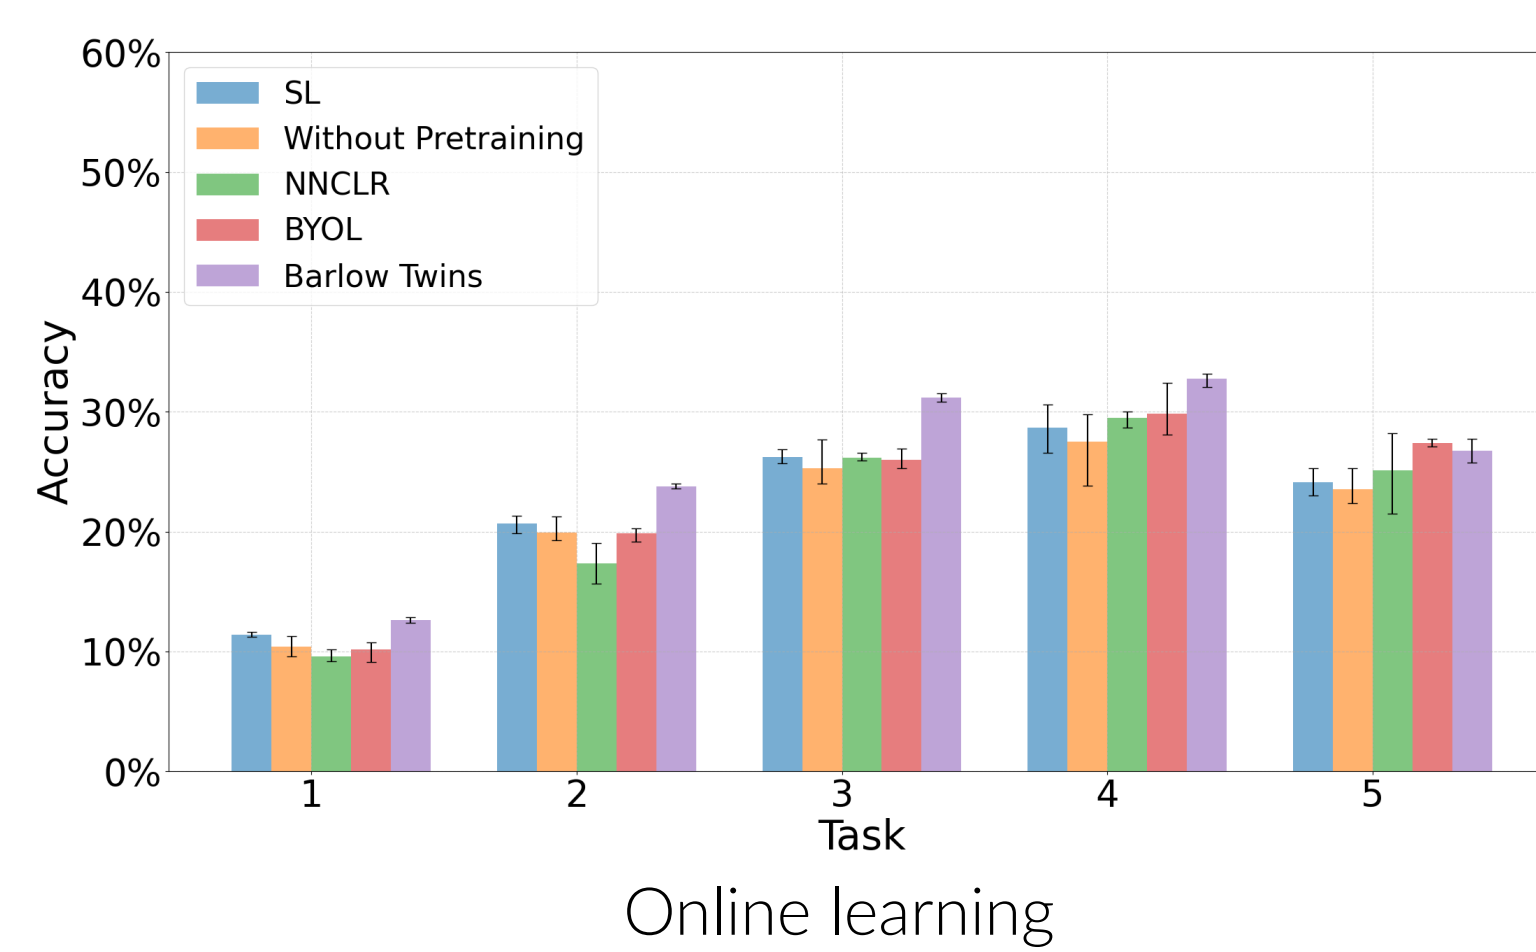 60%
50%
40%
30%
20%
10%
0%
Accuracy
SL
Without Pretraining
NNCLR
BYOL
Barlow Twins
1 2 3 4 5
Task
Online learning